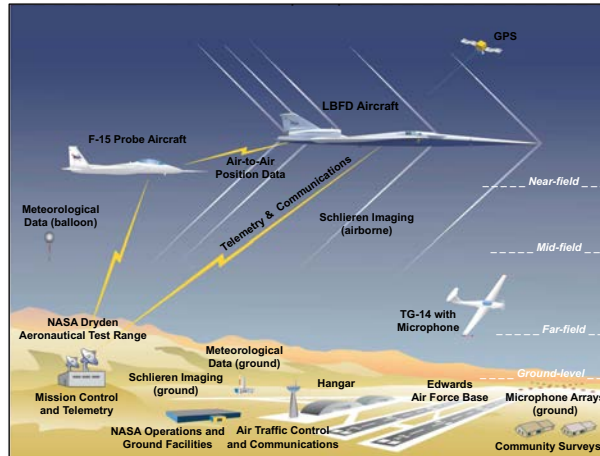 GPS
LBFD Aircraft
F-15 Probe Aircraft
Air-to-Air
Position Data
Near-field
Telemetry & Communications
Schlieren Imaging
(airborne)
Meteorological
Data (balloon)
Mid-field
TG-14 with
Microphone
NASA Dryden
Aeronautical Test Range
Far-field
Meteorological
Data (ground)
Ground-level
Schlieren Imaging
(ground)
Hangar
Edwards
Air Force Base
Microphone Arrays
(ground)
Mission Control
and Telemetry
NASA Operations and
Ground Facilities
Air Traffic Control
and Communications
Community Surveys